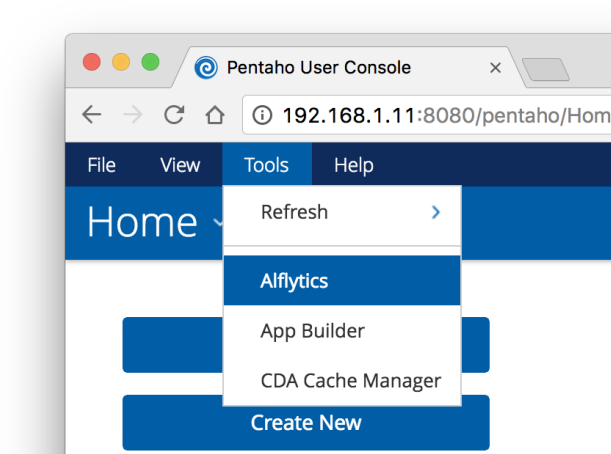 Pentaho User Console
192.168.1.11:8080/pentaho/Hom
File View Tools Help
Home
Refresh
Alflytics
App Builder
CDA Cache Manager
Create New